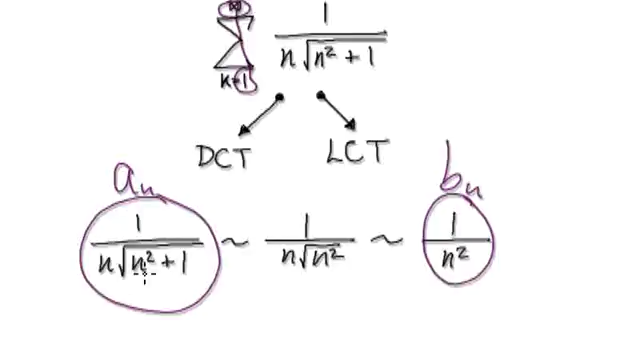 ∞ Σ n=1 1/(n√(n²+1))
DCT LCT
aₙ bₙ
1/(n√(n²+1)) ~ 1/(n√n²) ~ 1/n²